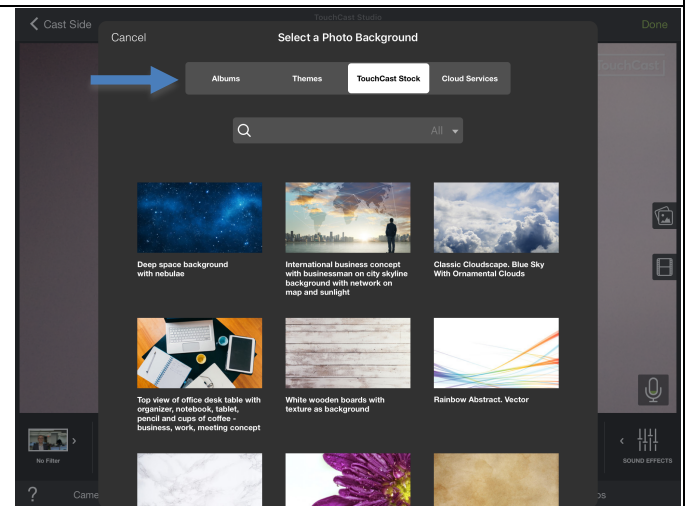 TouchCast Studio
Cast Side
Done
Cancel
Select a Photo Background
Albums
Themes
TouchCast Stock
Cloud Services
TouchCast
All
Deep space background
with nebulae
International business concept
with businessman on city skyline
background with network on
map and sunlight
Classic Cloudscape. Blue Sky
With Ornamental Clouds
Top view of office desk table with
organizer, notebook, tablet,
pencil and cups of coffee -
business, work, meeting concept
White wooden boards with
texture as background
Rainbow Abstract. Vector
No Filter
SOUND EFFECTS
?
Came
ps